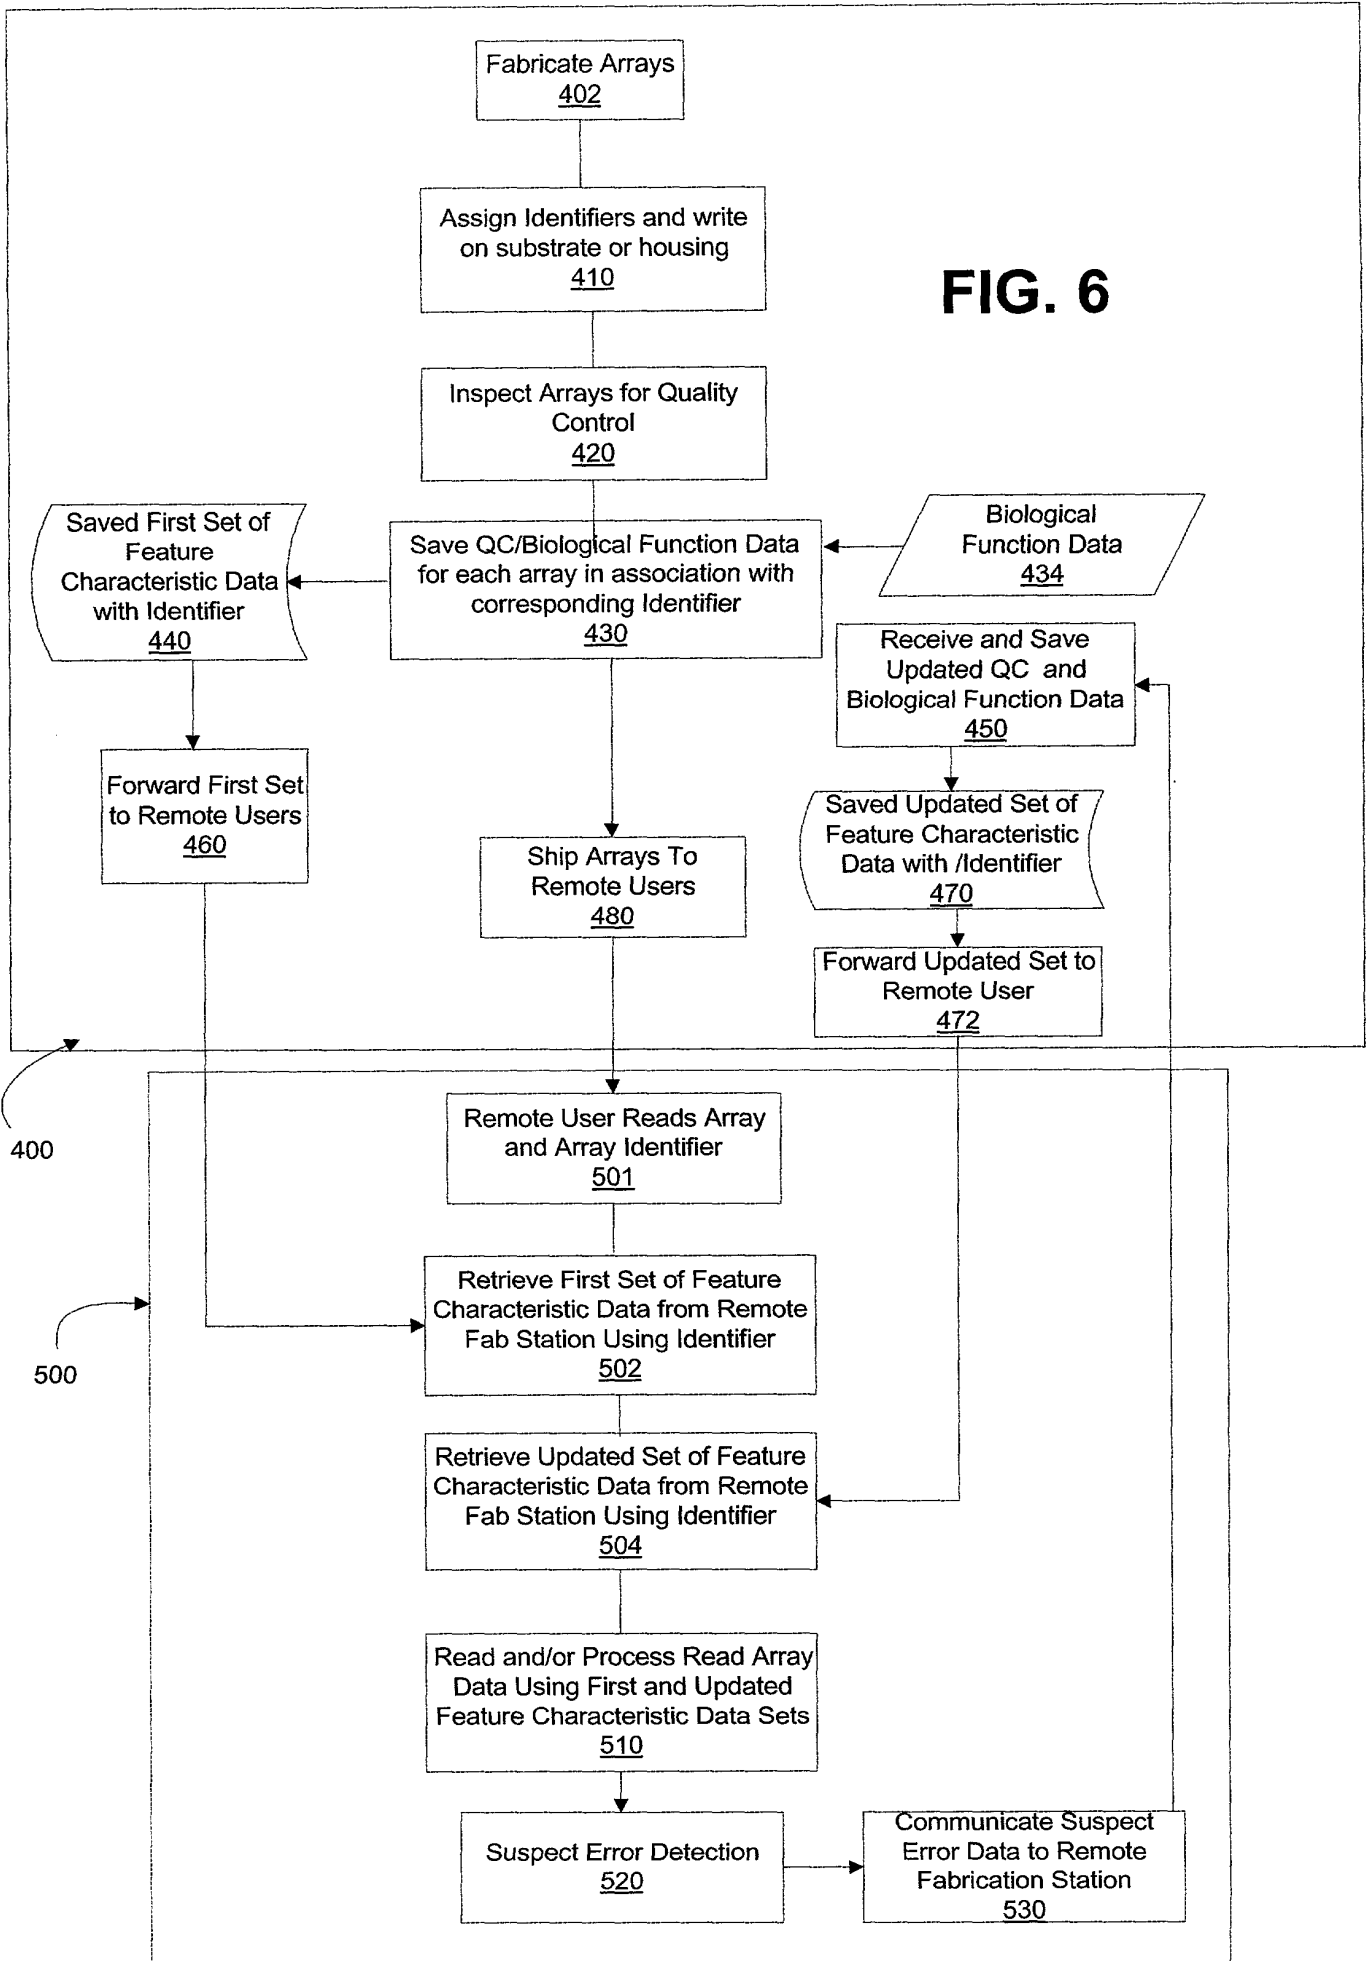 Fabricate Arrays
402
Assign Identifiers and write
on substrate or housing
410
FIG. 6
Inspect Arrays for Quality
Control
420
Saved First Set of
Feature
Characteristic Data
with Identifier
440
Save QC/Biological Function Data
for each array in association with
corresponding Identifier
430
Biological
Function Data
434
Receive and Save
Updated QC and
Biological Function Data
450
Forward First Set
to Remote Users
460
Ship Arrays To
Remote Users
480
Saved Updated Set of
Feature Characteristic
Data with /Identifier
470
Forward Updated Set to
Remote User
472
400
Remote User Reads Array
and Array Identifier
501
Retrieve First Set of Feature
Characteristic Data from Remote
Fab Station Using Identifier
502
500
Retrieve Updated Set of Feature
Characteristic Data from Remote
Fab Station Using Identifier
504
Read and/or Process Read Array
Data Using First and Updated
Feature Characteristic Data Sets
510
Suspect Error Detection
520
Communicate Suspect
Error Data to Remote
Fabrication Station
530